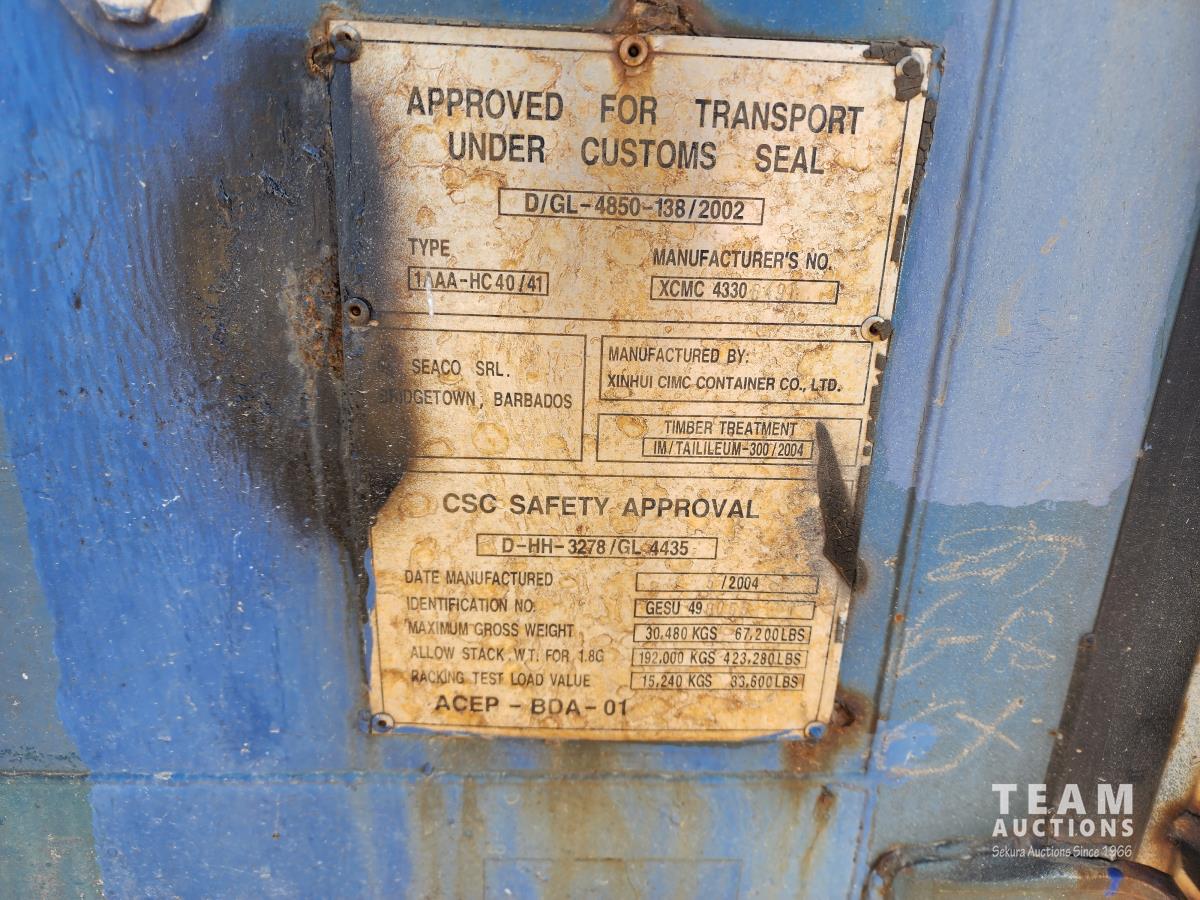 APPROVED FOR TRANSPORT
UNDER CUSTOMS SEAL
D/GL-4850-138/2002
TYPE
1AAA-HC40/41
MANUFACTURER'S NO.
XCMC 4330
SEACO SRL.
BRIDGETOWN, BARBADOS
MANUFACTURED BY:
XINHUI CIMC CONTAINER CO., LTD.
TIMBER TREATMENT
IM/TAILILEUM-300/2004
CSC SAFETY APPROVAL
D-HH-3278/GL 4435
DATE MANUFACTURED /2004
IDENTIFICATION NO. GESU 49
MAXIMUM GROSS WEIGHT 30,480 KGS 67,200 LBS
ALLOW STACK. WT. FOR 1.8G 192,000 KGS 423,280 LBS
RACKING TEST LOAD VALUE 15,240 KGS 33,600 LBS
ACEP - BDA - 01
TEAM
AUCTIONS
Sekura Auctions Since 1966